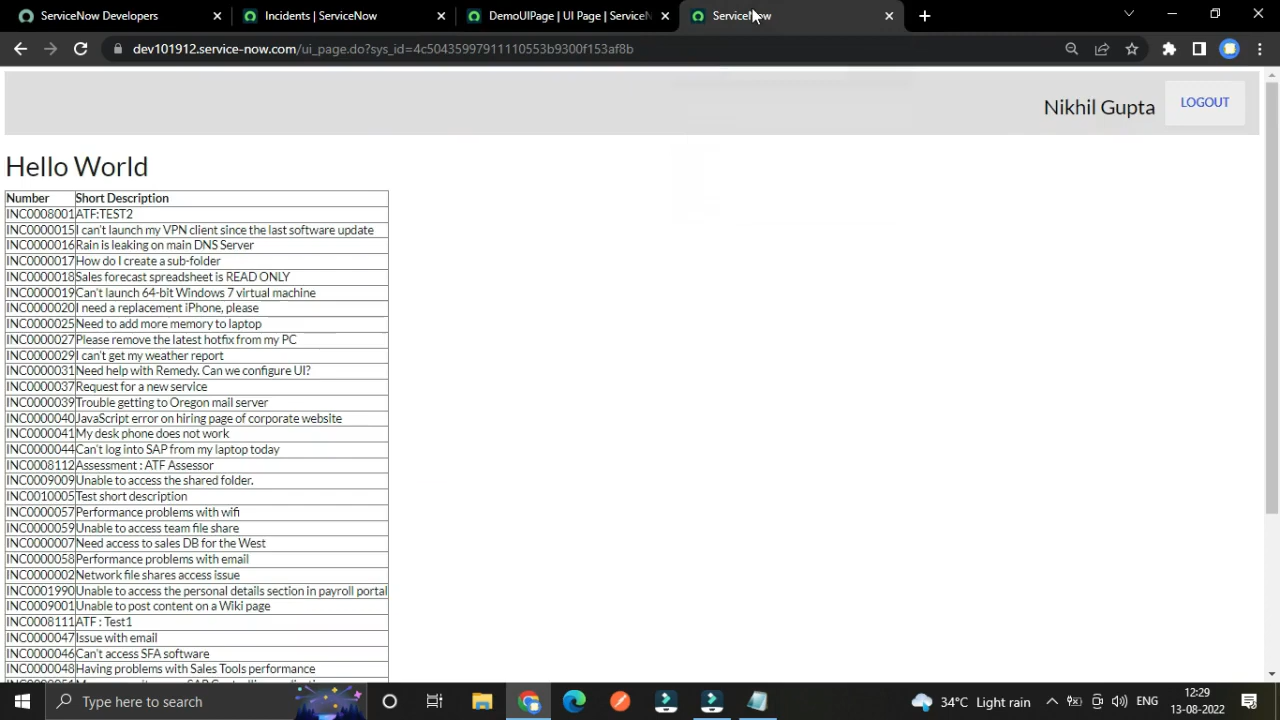 ServiceNow Developers
Incidents | ServiceNow
DemoUIPage | UI Page | ServiceN
ServiceNow
dev101912.service-now.com/ui_page.do?sys_id=4c50435997911110553b9300f153af8b
Nikhil Gupta
LOGOUT
Hello World
Number Short Description
INC0008001 ATF:TEST2
INC0000015 I can't launch my VPN client since the last software update
INC0000016 Rain is leaking on main DNS Server
INC0000017 How do I create a sub-folder
INC0000018 Sales forecast spreadsheet is READ ONLY
INC0000019 Can't launch 64-bit Windows 7 virtual machine
INC0000020 I need a replacement iPhone, please
INC0000025 Need to add more memory to laptop
INC0000027 Please remove the latest hotfix from my PC
INC0000029 I can't get my weather report
INC0000031 Need help with Remedy. Can we configure UI?
INC0000037 Request for a new service
INC0000039 Trouble getting to Oregon mail server
INC0000040 JavaScript error on hiring page of corporate website
INC0000041 My desk phone does not work
INC0000044 Can't log into SAP from my laptop today
INC0008112 Assessment : ATF Assessor
INC0009009 Unable to access the shared folder.
INC0010005 Test short description
INC0000057 Performance problems with wifi
INC0000059 Unable to access team file share
INC0000007 Need access to sales DB for the West
INC0000058 Performance problems with email
INC0000002 Network file shares access issue
INC0001990 Unable to access the personal details section in payroll portal
INC0009001 Unable to post content on a Wiki page
INC0008111 ATF : Test1
INC0000047 Issue with email
INC0000046 Can't access SFA software
INC0000048 Having problems with Sales Tools performance
Type here to search
34°C Light rain
ENG
12:29
13-08-2022